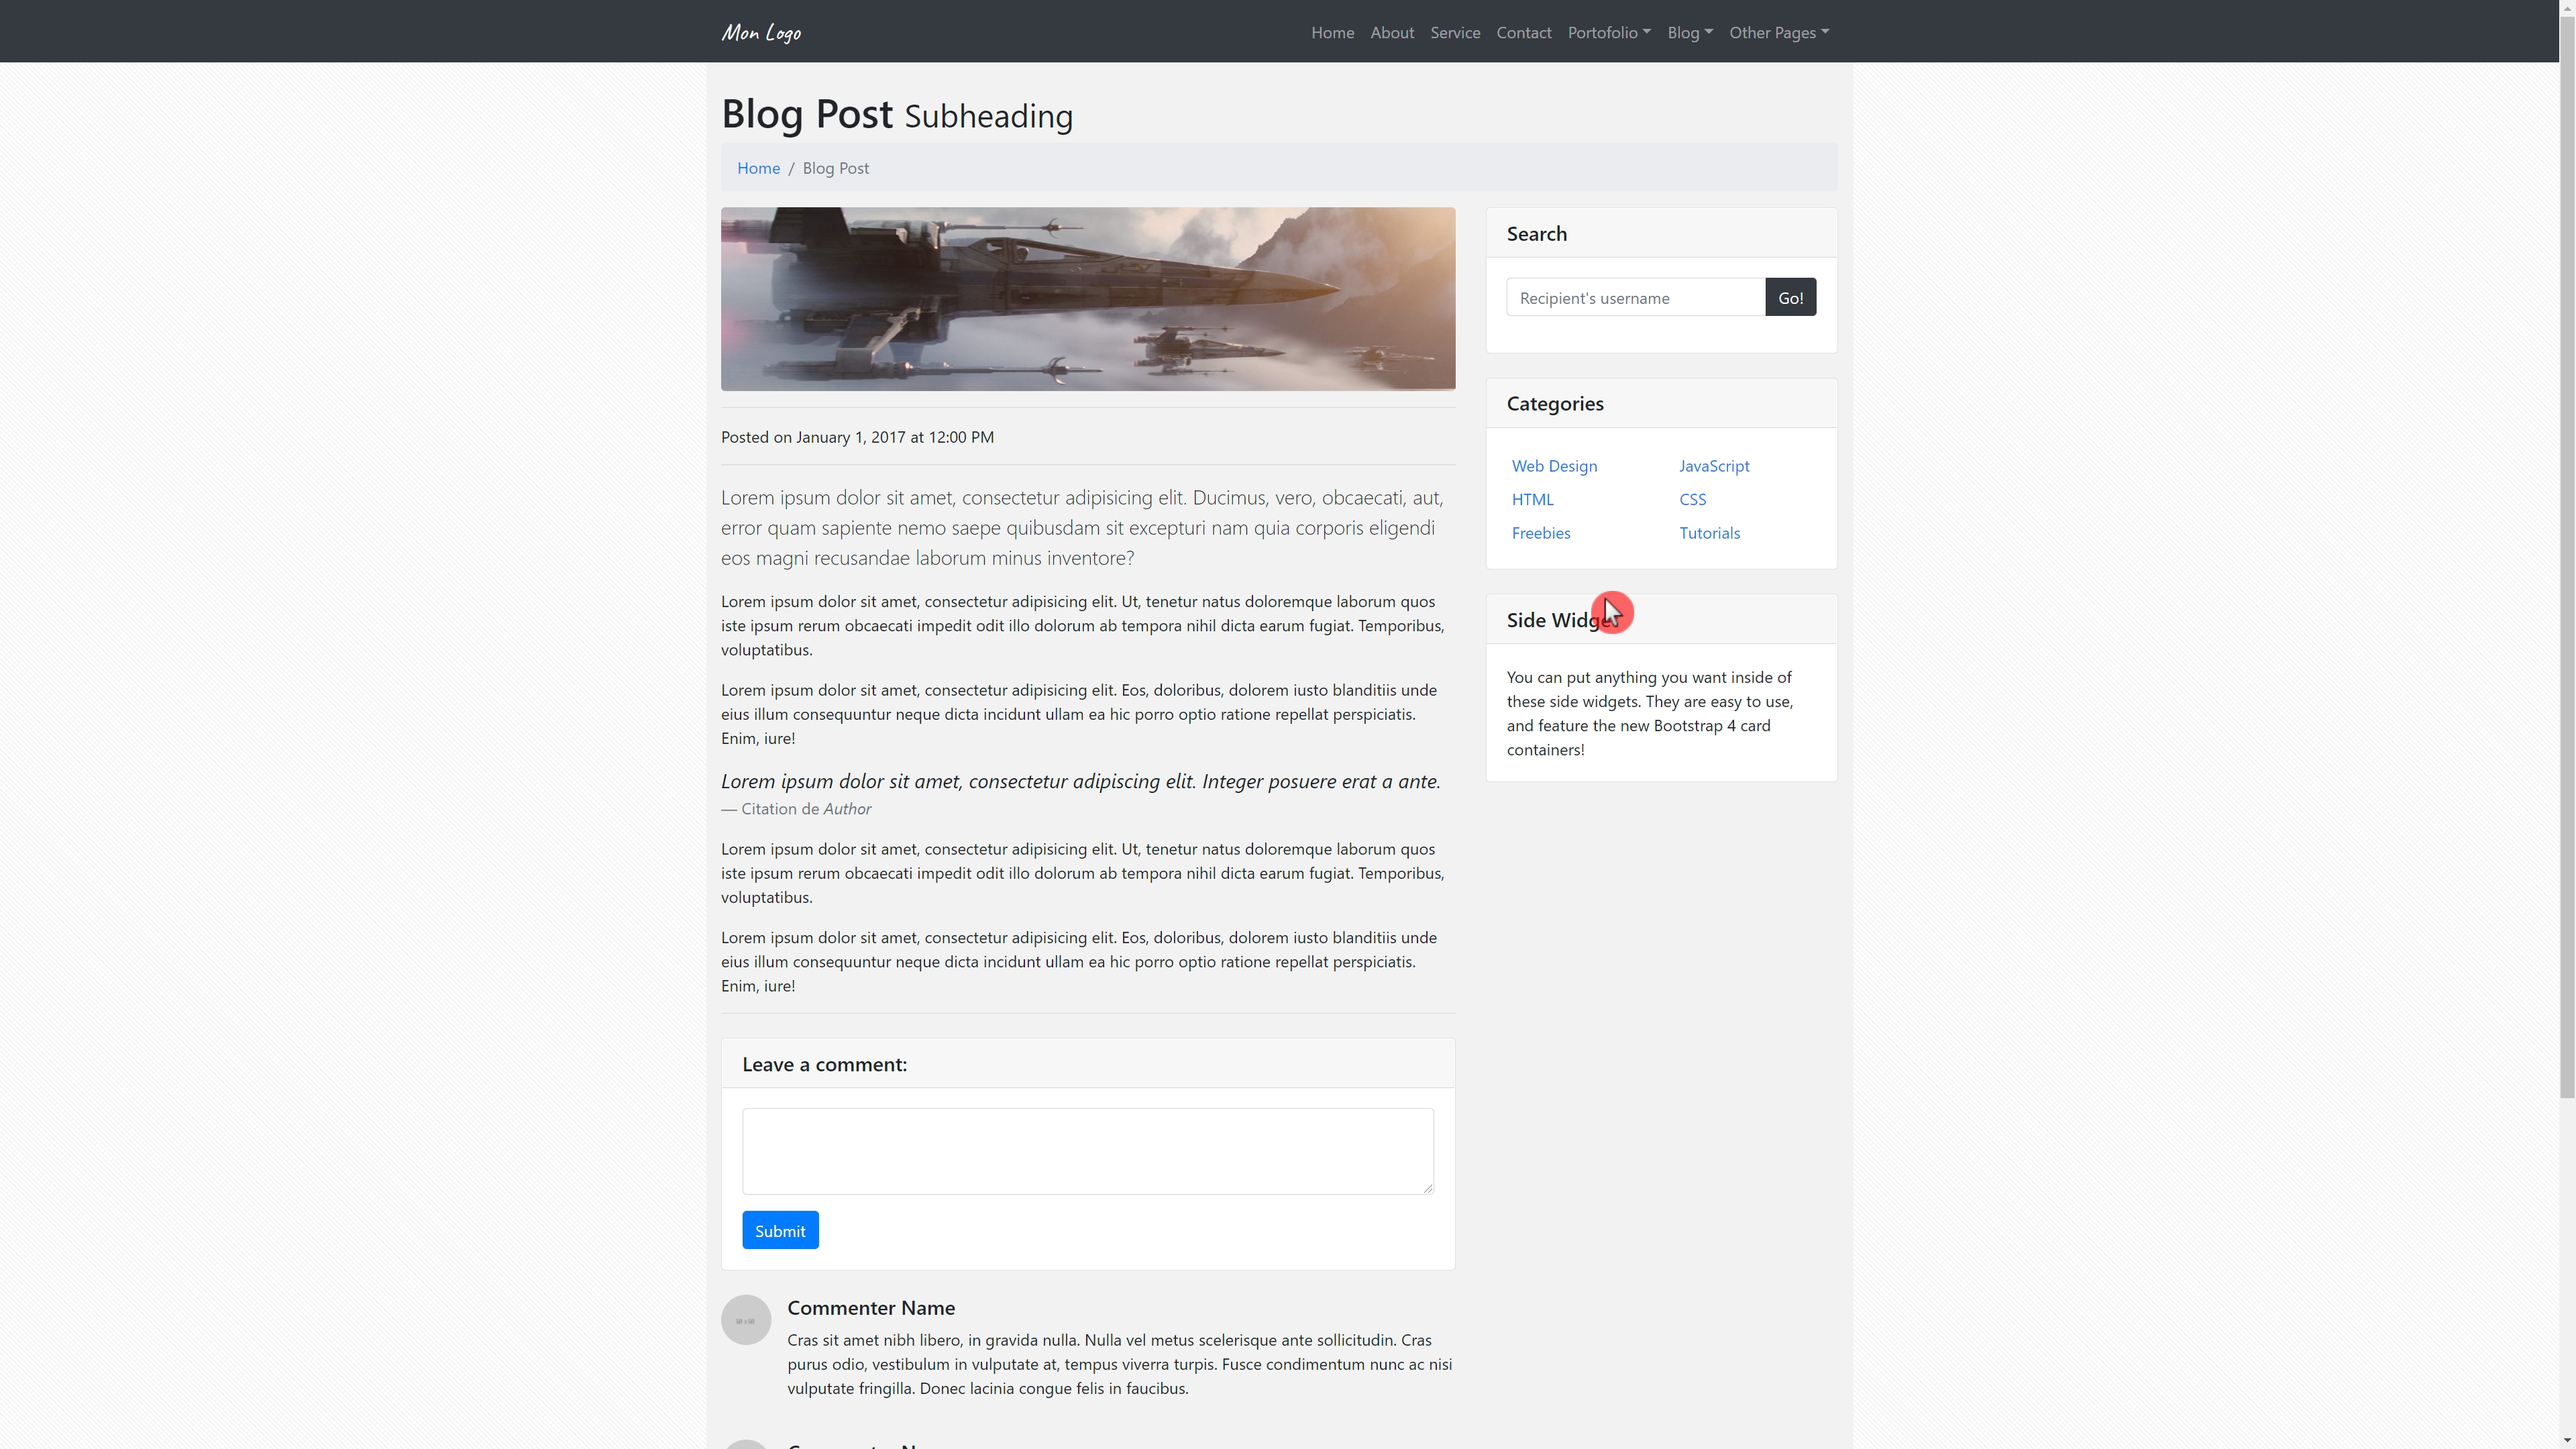 Mon Logo
Home About Service Contact Portofolio Blog Other Pages
Blog Post Subheading
Home / Blog Post
Posted on January 1, 2017 at 12:00 PM
Lorem ipsum dolor sit amet, consectetur adipisicing elit. Ducimus, vero, obcaecati, aut,
error quam sapiente nemo saepe quibusdam sit excepturi nam quia corporis eligendi
eos magni recusandae laborum minus inventore?
Lorem ipsum dolor sit amet, consectetur adipisicing elit. Ut, tenetur natus doloremque laborum quos
iste ipsum rerum obcaecati impedit odit illo dolorum ab tempora nihil dicta earum fugiat. Temporibus,
voluptatibus.
Lorem ipsum dolor sit amet, consectetur adipisicing elit. Eos, doloribus, dolorem iusto blanditiis unde
eius illum consequuntur neque dicta incidunt ullam ea hic porro optio ratione repellat perspiciatis.
Enim, iure!
Lorem ipsum dolor sit amet, consectetur adipiscing elit. Integer posuere erat a ante.
— Citation de Author
Lorem ipsum dolor sit amet, consectetur adipisicing elit. Ut, tenetur natus doloremque laborum quos
iste ipsum rerum obcaecati impedit odit illo dolorum ab tempora nihil dicta earum fugiat. Temporibus,
voluptatibus.
Lorem ipsum dolor sit amet, consectetur adipisicing elit. Eos, doloribus, dolorem iusto blanditiis unde
eius illum consequuntur neque dicta incidunt ullam ea hic porro optio ratione repellat perspiciatis.
Enim, iure!
Leave a comment:
Submit
Commenter Name
Cras sit amet nibh libero, in gravida nulla. Nulla vel metus scelerisque ante sollicitudin. Cras
purus odio, vestibulum in vulputate at, tempus viverra turpis. Fusce condimentum nunc ac nisi
vulputate fringilla. Donec lacinia congue felis in faucibus.
Search
Recipient's username Go!
Categories
Web Design JavaScript
HTML CSS
Freebies Tutorials
Side
You can put anything you want inside of
these side widgets. They are easy to use,
and feature the new Bootstrap 4 card
containers!